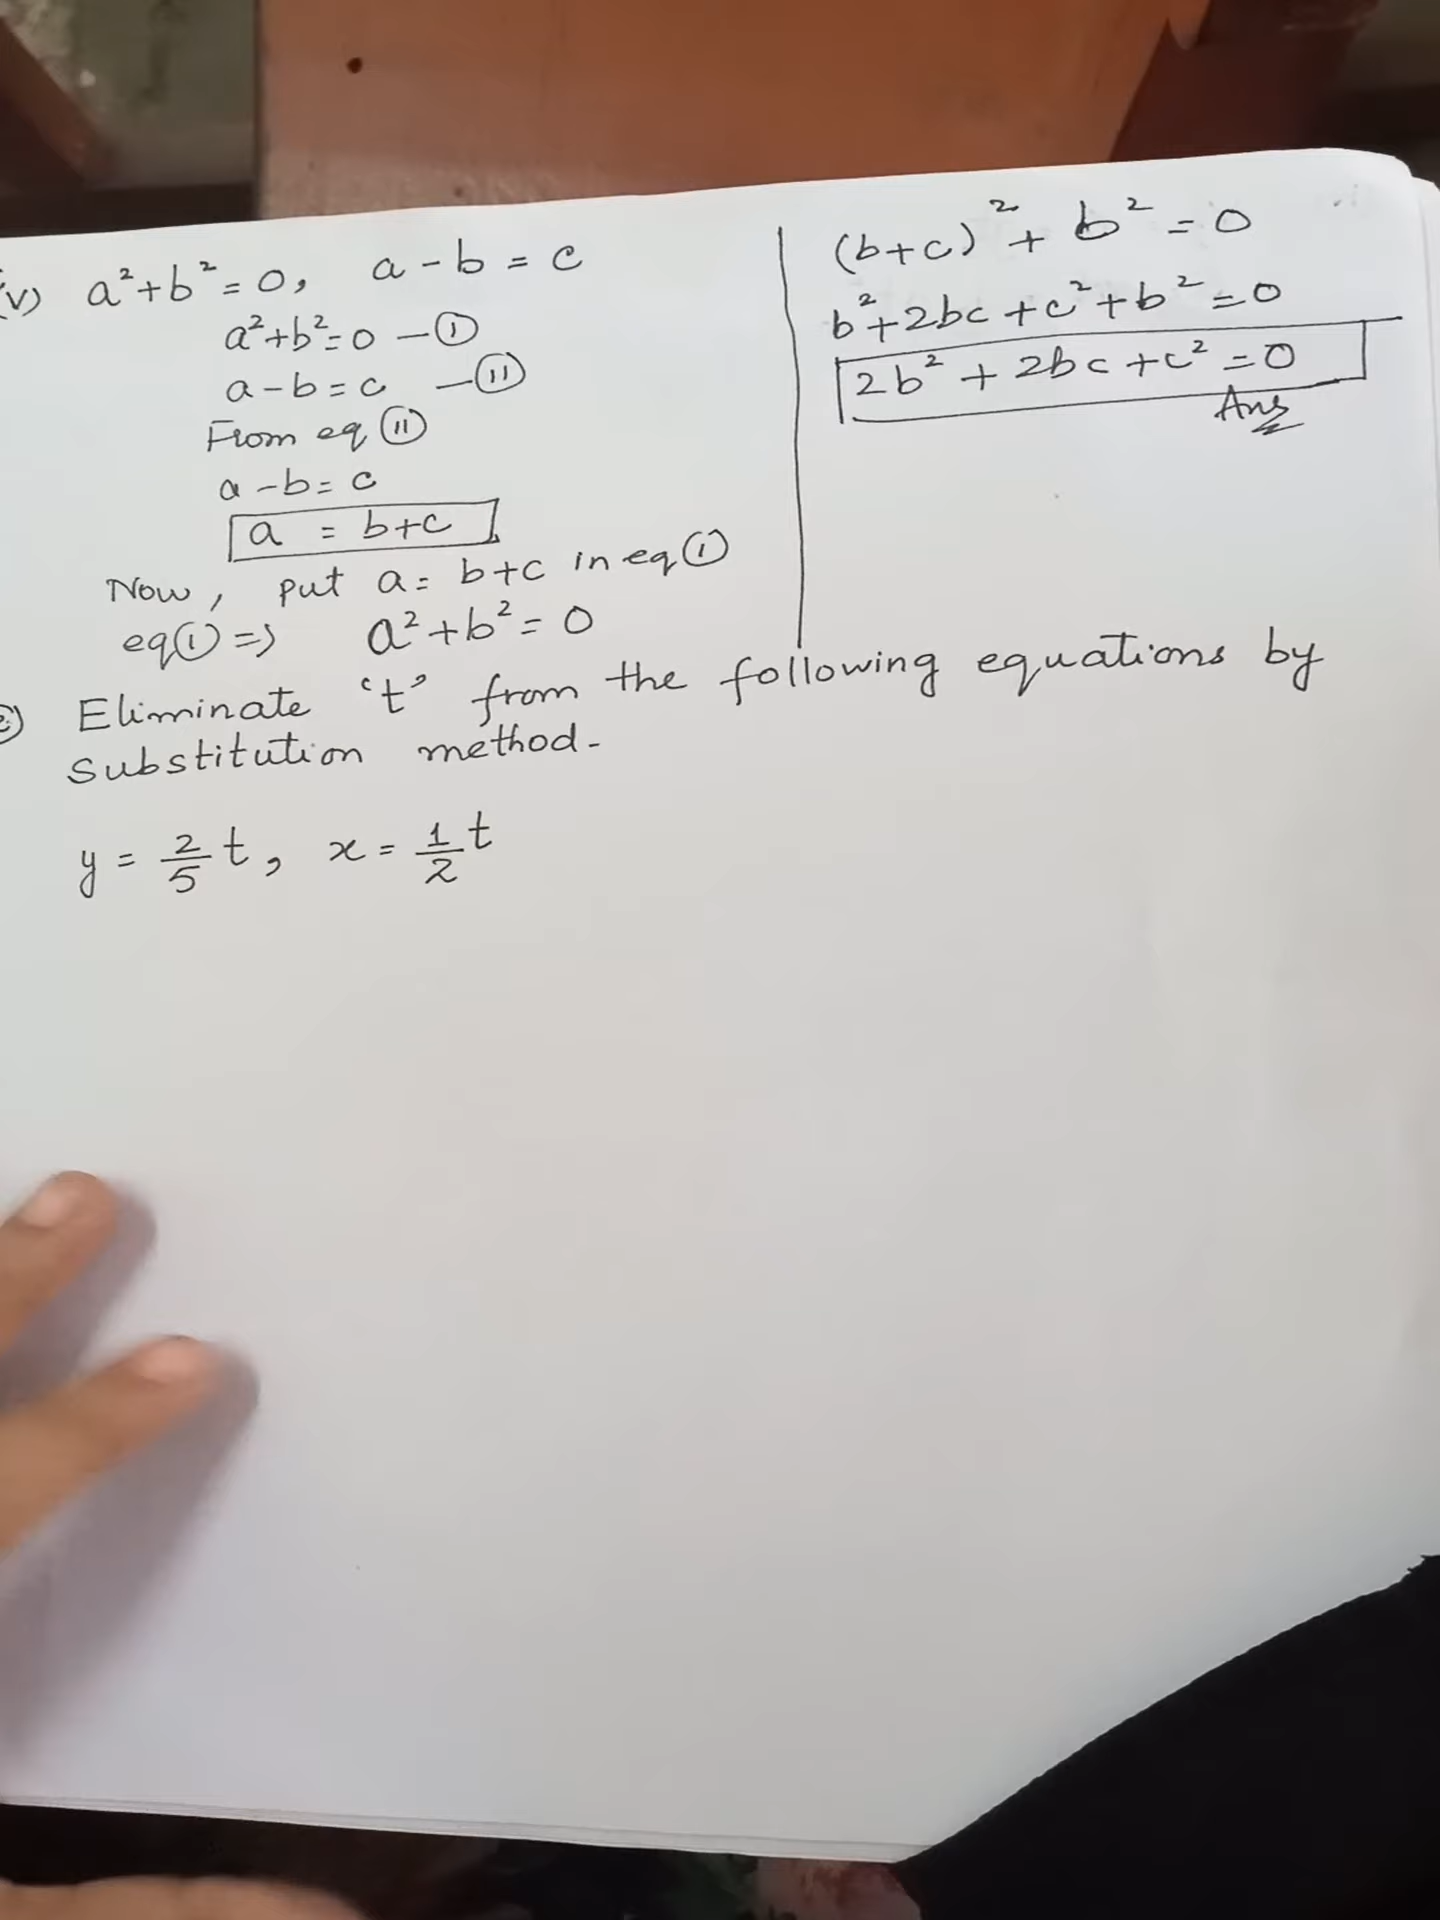 (v) a²+b²=0, a-b=c
a²+b²=0 —(i)
a-b=c —(ii)
From eq (ii)
a-b=c
a = b+c
Now, put a=b+c in eq(i)
eq(i)=> a²+b²=0
(b+c)²+b²=0
b²+2bc+c²+b²=0
2b²+2bc+c²=0
Ans
Eliminate 't' from the following equations by
substitution method-
y = 2/5 t, x = 1/2 t